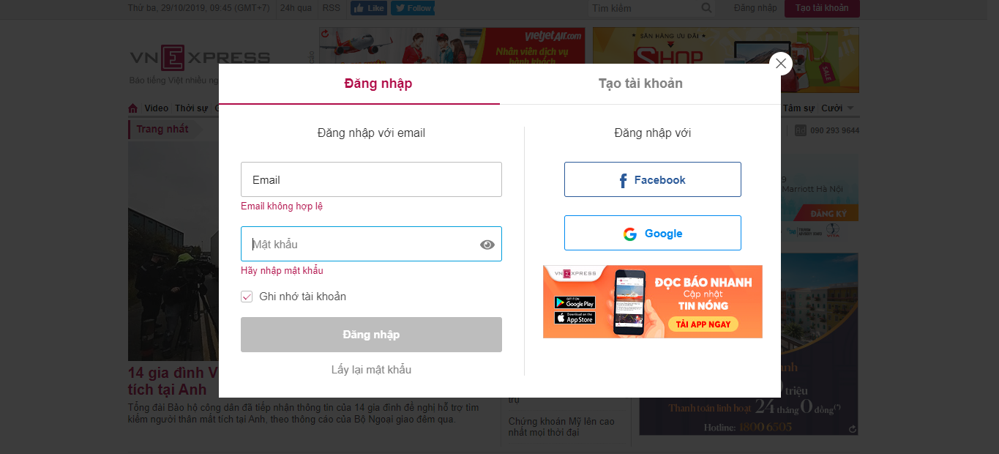 Thứ ba, 29/10/2019, 09:45 (GMT+7) 24h qua RSS Like Follow Tìm kiếm Đăng nhập Tạo tài khoản
VNEXPRESS
Báo tiếng Việt nhiều
vietjetAir.com
Nhân viên dịch vụ
hành khách
SĂN HÀNG ƯU ĐÃI
SHOP
SALE
Video Thời sự
Tâm sự Cười
Trang nhất
090 293 9644
Đăng nhập
Tạo tài khoản
Đăng nhập với email
Đăng nhập với
Email
Email không hợp lệ
Mật khẩu
Hãy nhập mật khẩu
Ghi nhớ tài khoản
Đăng nhập
Lấy lại mật khẩu
Facebook
Google
VNEXPRESS
ĐỌC BÁO NHANH
Cập nhật
TIN NÓNG
TẢI APP NGAY
GET IT ON
Google Play
Download on the
App Store
Marriott Hà Nội
ĐĂNG KÝ
14 gia đình V
tích tại Anh
Tổng đài Bảo hộ công dân đã tiếp nhận thông tin của 14 gia đình đề nghị hỗ trợ tìm
kiếm người thân mất tích tại Anh, theo thông cáo của Bộ Ngoại giao đêm qua.
trụ
Chứng khoán Mỹ lên cao
nhất mọi thời đại
triệu
Thanh toán linh hoạt 24 tháng 0 đồng(*)
Hotline: 1800 6505